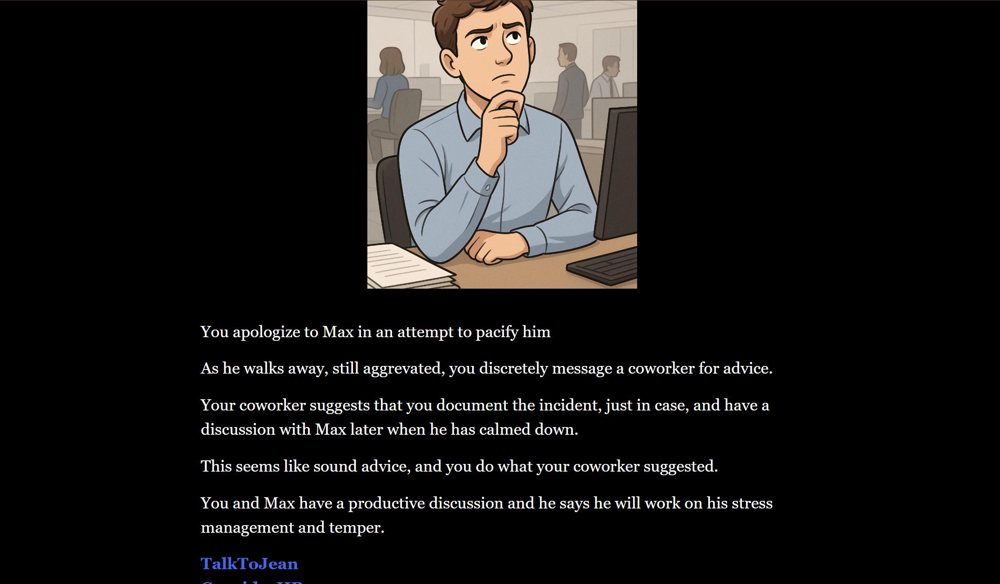 You apologize to Max in an attempt to pacify him
As he walks away, still aggrevated, you discretely message a coworker for advice.
Your coworker suggests that you document the incident, just in case, and have a
discussion with Max later when he has calmed down.
This seems like sound advice, and you do what your coworker suggested.
You and Max have a productive discussion and he says he will work on his stress
management and temper.
TalkToJean